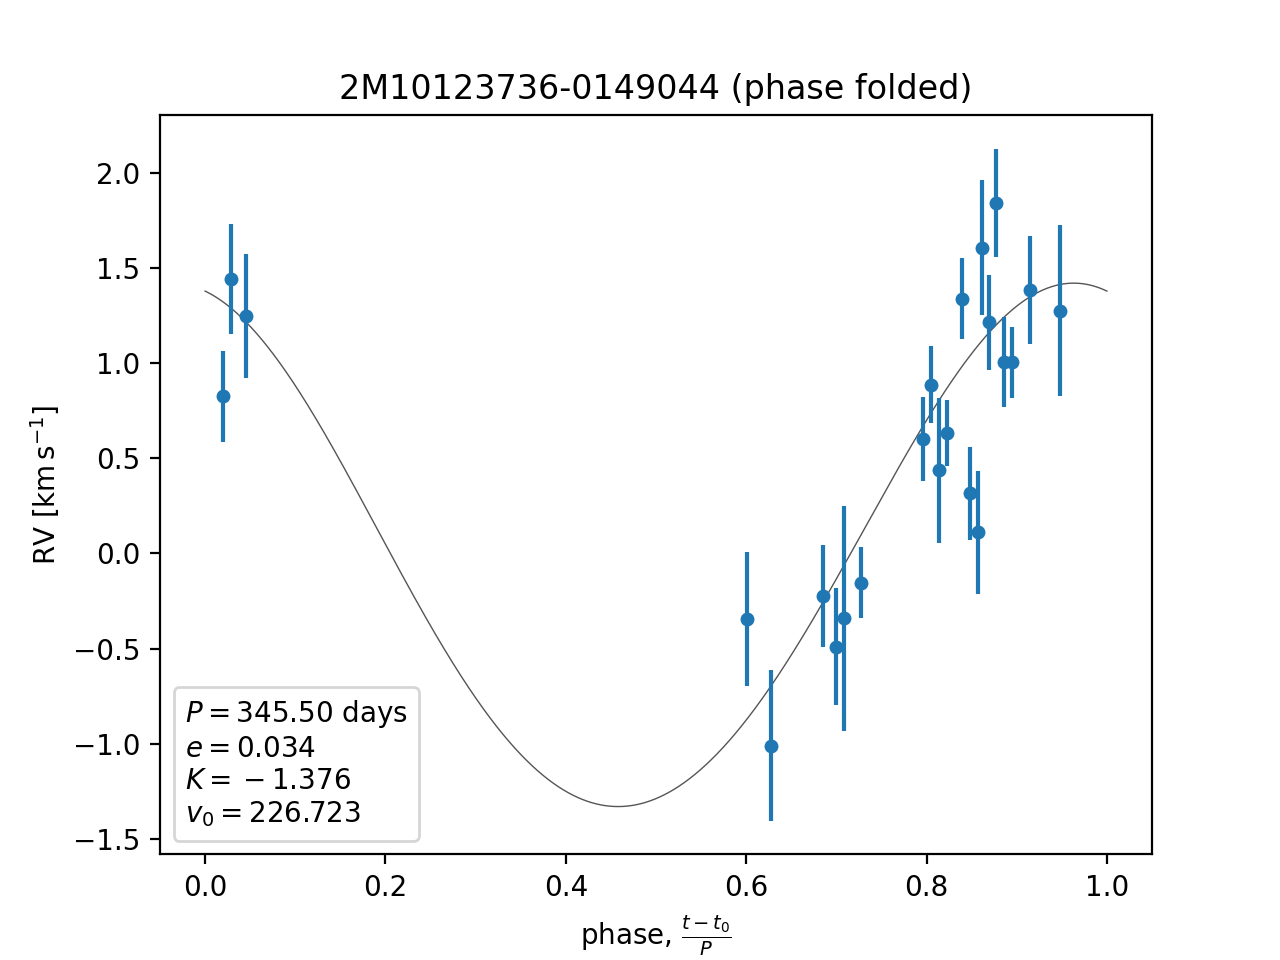 2M10123736-0149044 (phase folded)
RV [km s⁻¹]
2.0
1.5
1.0
0.5
0.0
−0.5
−1.0
−1.5
P = 345.50 days
e = 0.034
K = −1.376
v₀ = 226.723
0.0 0.2 0.4 0.6 0.8 1.0
phase, (t − t₀)/P